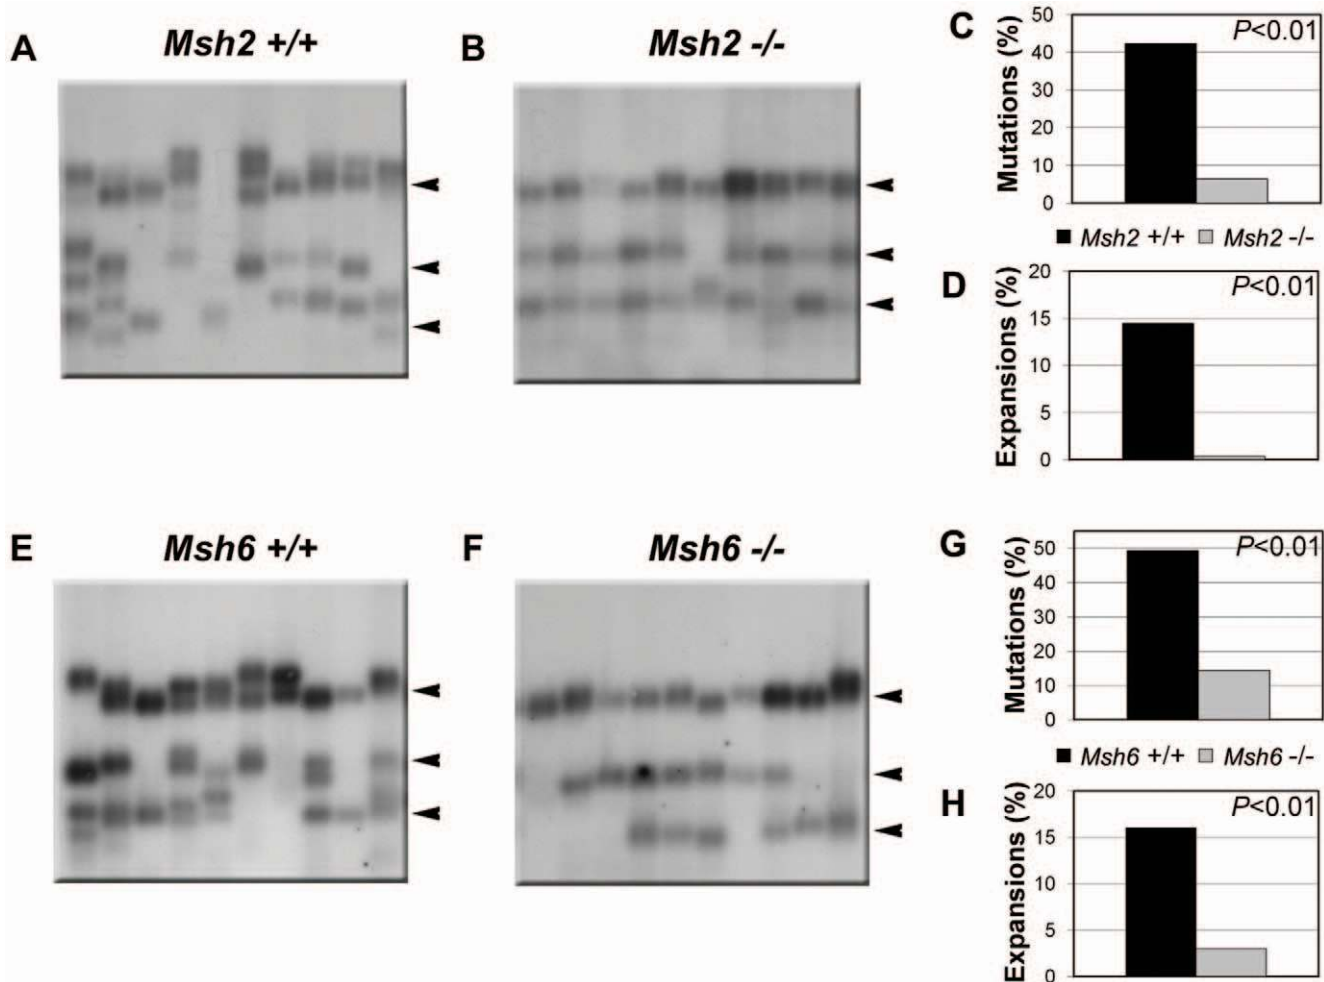 A
Msh2 +/+
B
Msh2 -/-
C
Mutations (%)
50
40
30
20
10
0
P<0.01
Msh2 +/+ Msh2 -/-
D
Expansions (%)
20
15
10
5
0
P<0.01
E
Msh6 +/+
F
Msh6 -/-
G
Mutations (%)
50
40
30
20
10
0
P<0.01
Msh6 +/+ Msh6 -/-
H
Expansions (%)
20
15
10
5
0
P<0.01